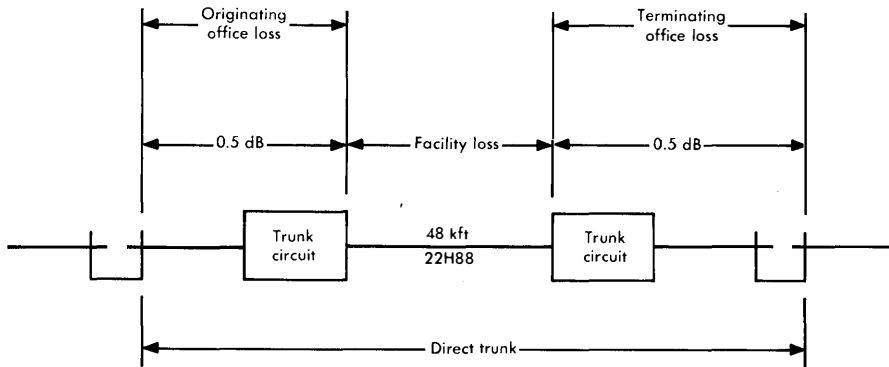 Originating
office loss
Terminating
office loss
0.5 dB
Facility loss
0.5 dB
Trunk
circuit
48 kft
22H88
Trunk
circuit
Direct trunk